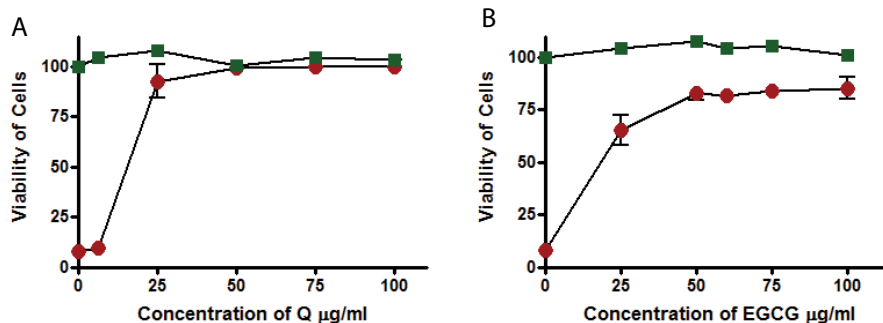 A
Viability of Cells
100
75
50
25
0
0 25 50 75 100
Concentration of Q μg/ml
B
Viability of Cells
100
75
50
25
0
0 25 50 75 100
Concentration of EGCG μg/ml